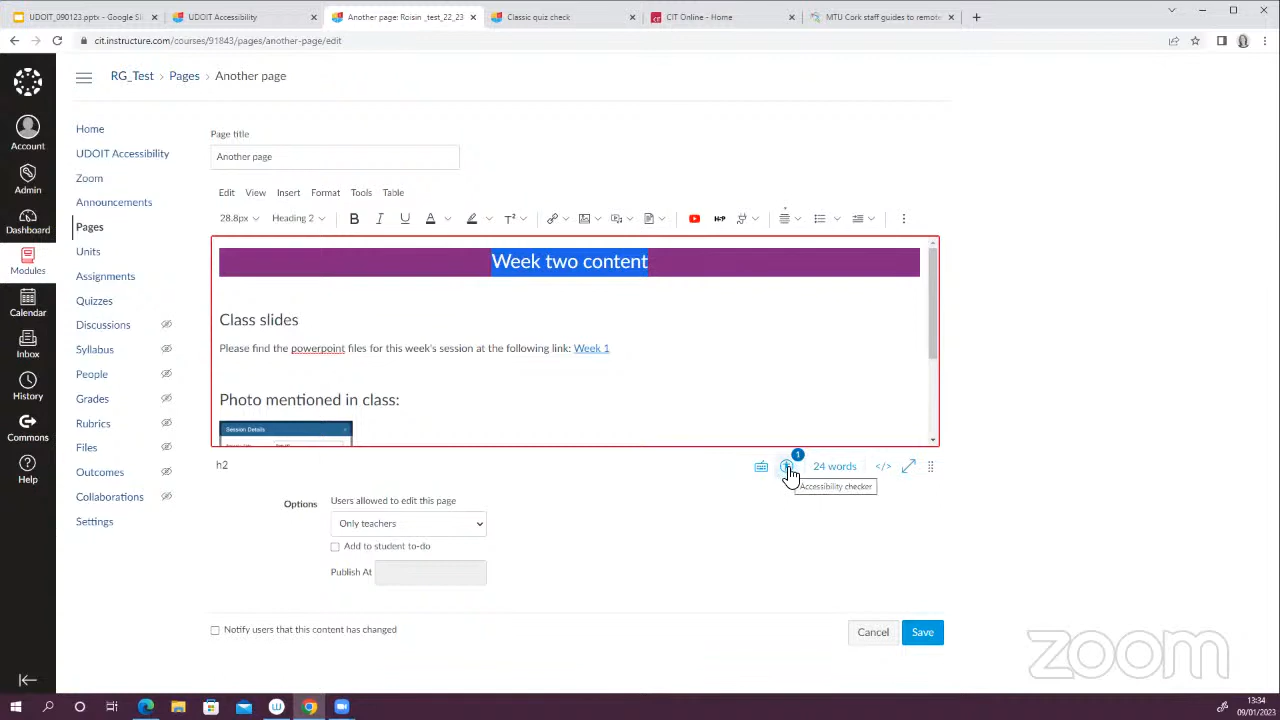 UDOIT_090123.pptx - Google Sli
UDOIT Accessibility
Another page: Roisin _test_22_23
Classic quiz check
CIT Online - Home
MTU Cork staff guides to remote
cit.instructure.com/courses/91843/pages/another-page/edit
RG_Test › Pages › Another page
Account
Admin
Dashboard
Modules
Calendar
Inbox
History
Commons
Help
Home
UDOIT Accessibility
Zoom
Announcements
Pages
Units
Assignments
Quizzes
Discussions
Syllabus
People
Grades
Rubrics
Files
Outcomes
Collaborations
Settings
Page title
Another page
Edit View Insert Format Tools Table
28.8px Heading 2 B I U A T²
Week two content
Class slides
Please find the powerpoint files for this week's session at the following link: Week 1
Photo mentioned in class:
Session Details
h2
1
24 words </>
Accessibility checker
Options
Users allowed to edit this page
Only teachers
Add to student to-do
Publish At
Notify users that this content has changed
Cancel Save
zoom
13:34
09/01/2023